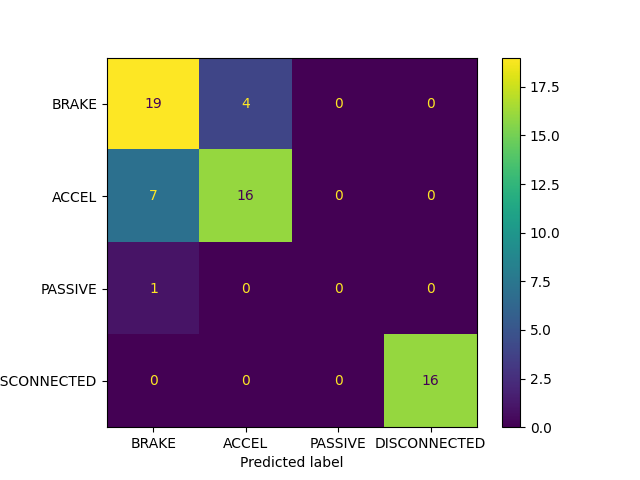 BRAKE 19 4 0 0
ACCEL 7 16 0 0
PASSIVE 1 0 0 0
SCONNECTED 0 0 0 16
BRAKE ACCEL PASSIVE DISCONNECTED
Predicted label
17.5
15.0
12.5
10.0
7.5
5.0
2.5
0.0